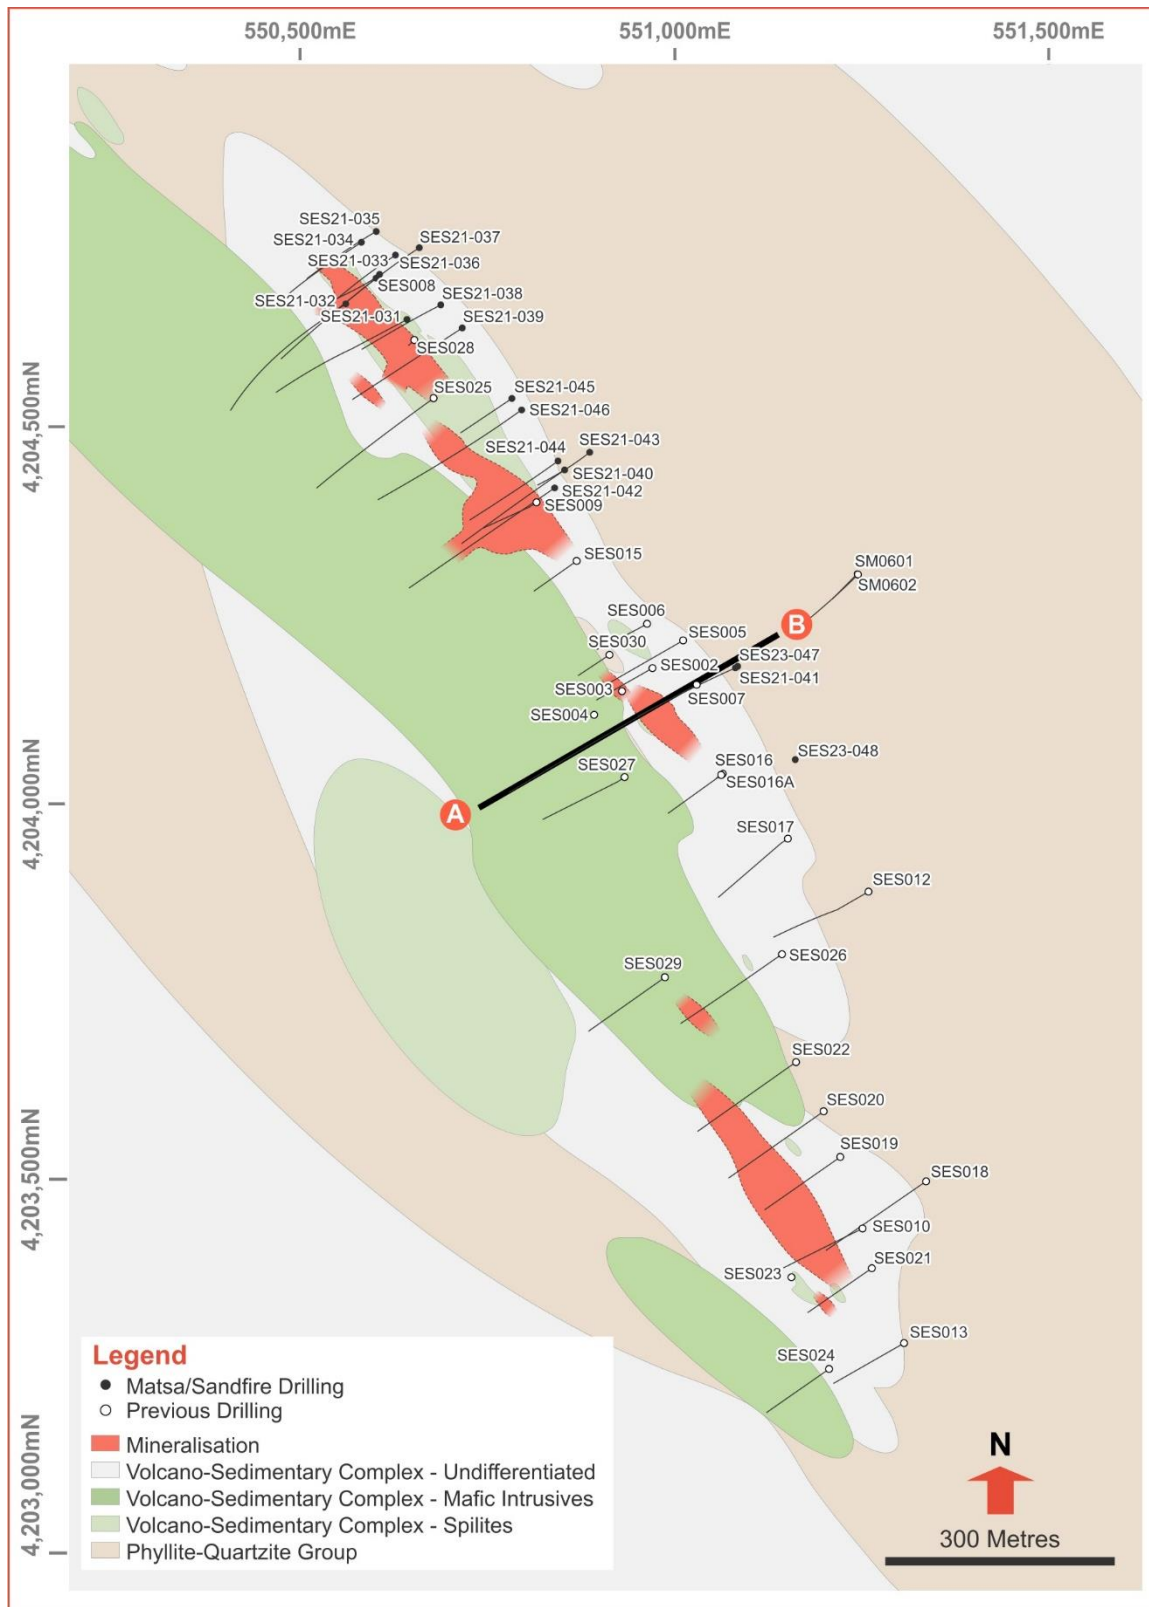 550,500mE
551,000mE
551,500mE
SES21-035
SES21-034
SES21-037
SES21-033
SES21-036
SES008
SES21-032
SES21-038
SES21-031
SES21-039
SES028
SES025
SES21-045
SES21-046
4,204,500mN
SES21-044
SES21-043
SES21-040
SES21-042
SES009
SES015
SM0601
SM0602
SES006
B
SES030
SES005
SES23-047
SES002
SES21-041
SES003
SES007
SES004
SES23-048
SES027
SES016
SES016A
4,204,000mN
A
SES017
SES012
SES026
SES029
SES022
SES020
SES019
4,203,500mN
SES018
SES010
SES021
SES023
SES013
SES024
4,203,000mN
Legend
Matsa/Sandfire Drilling
Previous Drilling
Mineralisation
Volcano-Sedimentary Complex - Undifferentiated
Volcano-Sedimentary Complex - Mafic Intrusives
Volcano-Sedimentary Complex - Spilites
Phyllite-Quartzite Group
N
300 Metres